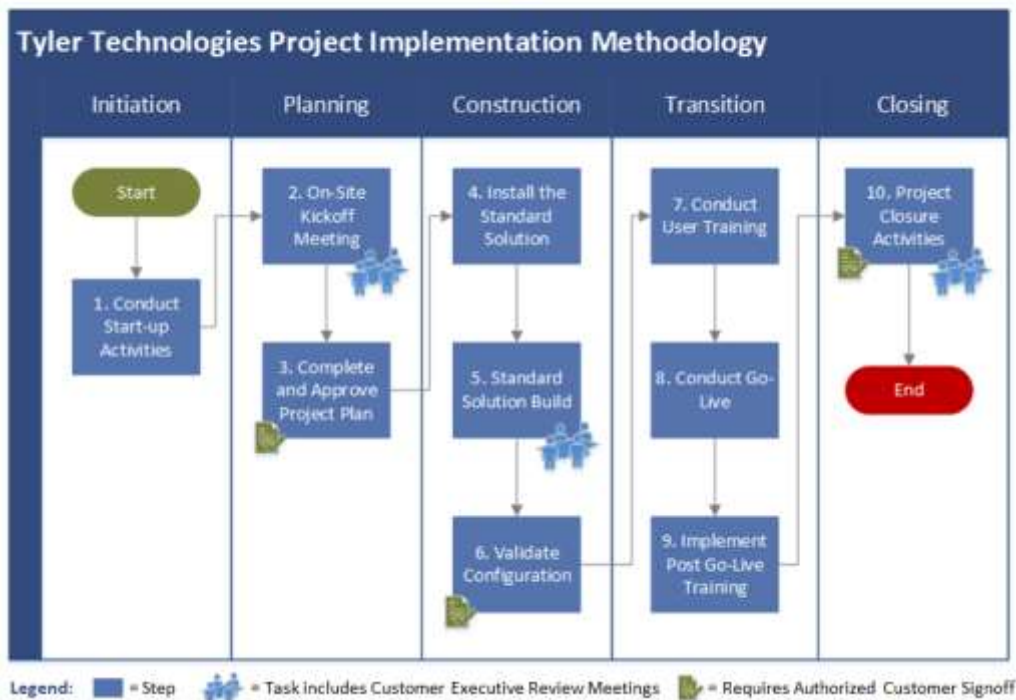 Tyler Technologies Project Implementation Methodology
Initiation
Planning
Construction
Transition
Closing
Start
1. Conduct
Start-up
Activities
2. On-Site
Kickoff
Meeting
3. Complete
and Approve
Project Plan
4. Install the
Standard
Solution
5. Standard
Solution Build
6. Validate
Configuration
7. Conduct
User Training
8. Conduct Go-
Live
9. Implement
Post Go-Live
Training
10. Project
Closure
Activities
End
Legend: = Step = Task includes Customer Executive Review Meetings = Requires Authorized Customer Signoff